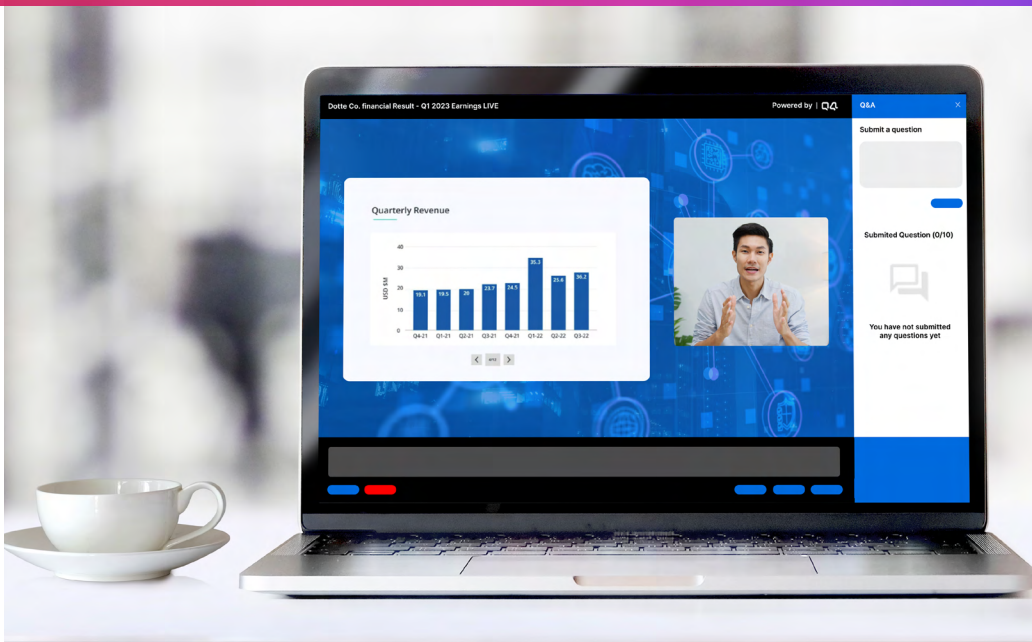 Dotte Co. financial Result - Q1 2023 Earnings LIVE
Powered by | Q4
Q&A
Submit a question
Submited Question (0/10)
You have not submitted
any questions yet
Quarterly Revenue
USD $M
40
30
20
10
0
19.1 19.5 20 23.7 24.5 35.3 25.6 36.2
Q4-21 Q1-21 Q2-21 Q3-21 Q4-21 Q1-22 Q2-22 Q3-22